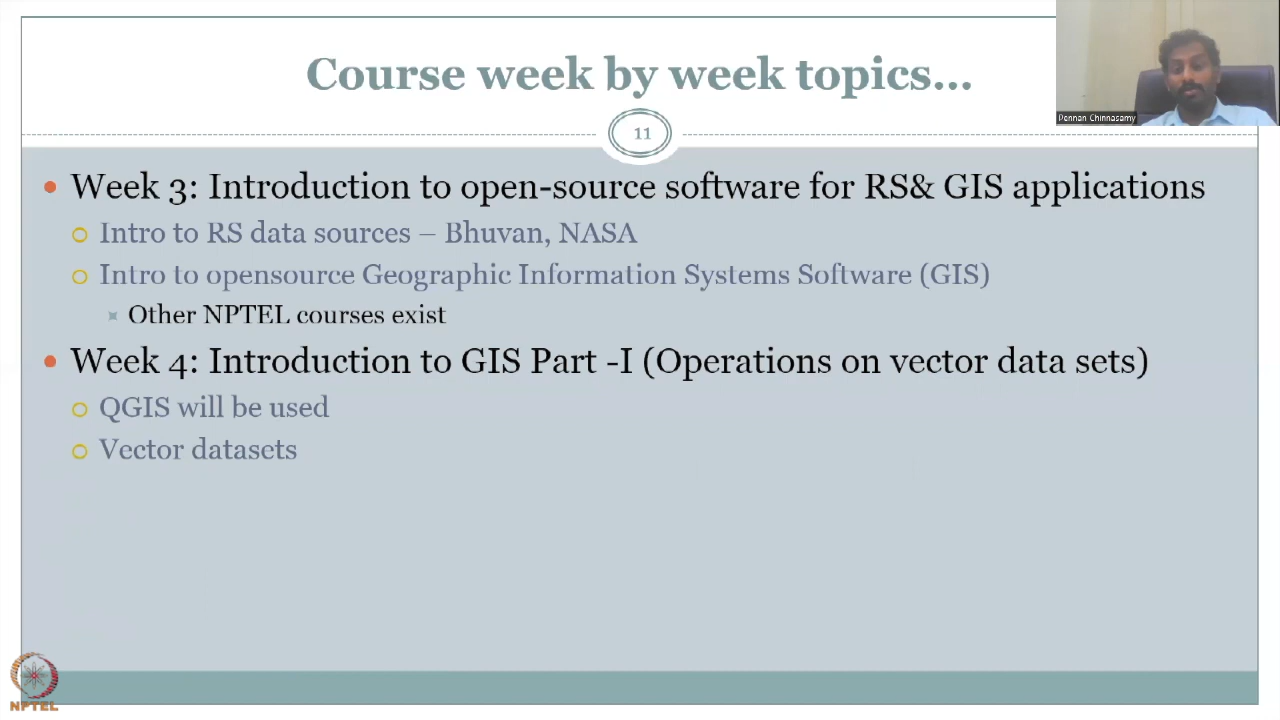 Course week by week topics...
Pennan Chinnasamy
11
Week 3: Introduction to open-source software for RS& GIS applications
Intro to RS data sources – Bhuvan, NASA
Intro to opensource Geographic Information Systems Software (GIS)
Other NPTEL courses exist
Week 4: Introduction to GIS Part -I (Operations on vector data sets)
QGIS will be used
Vector datasets
NPTEL